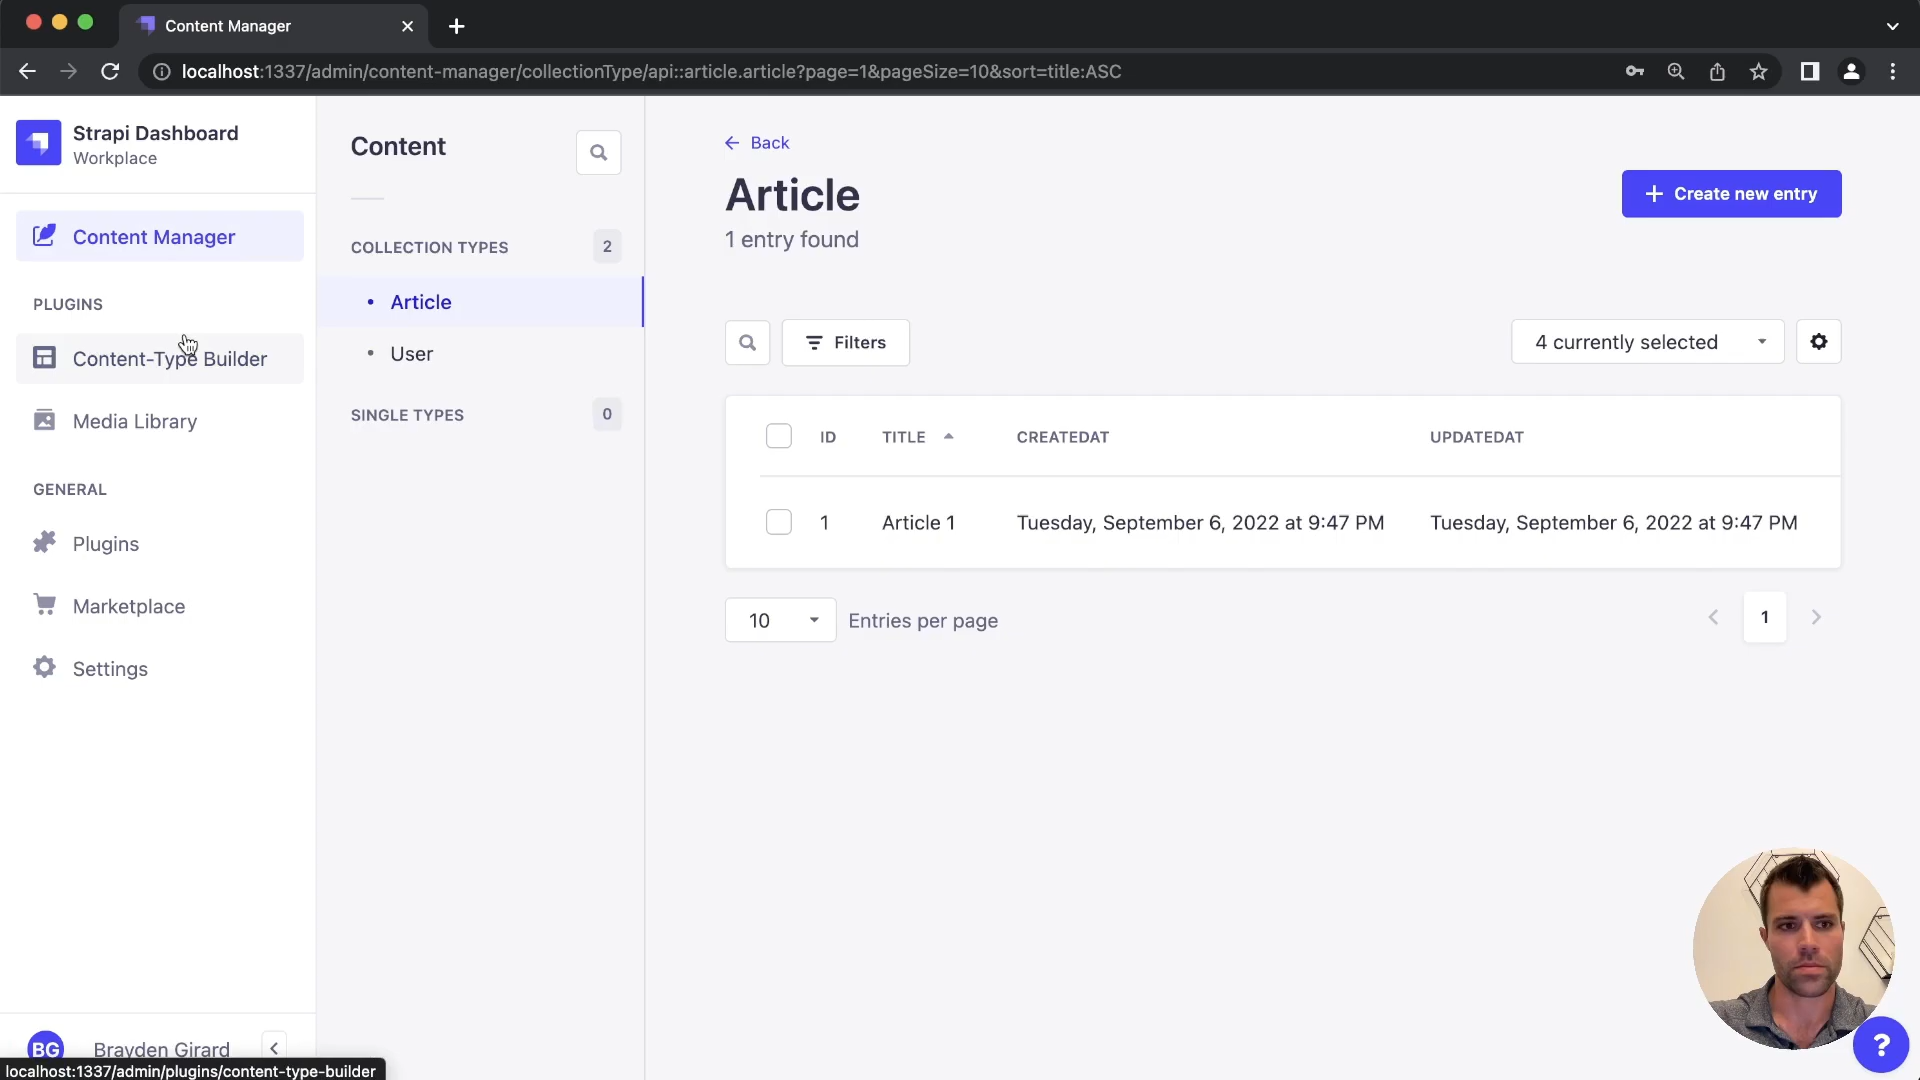 Content Manager
localhost:1337/admin/content-manager/collectionType/api::article.article?page=1&pageSize=10&sort=title:ASC
Strapi Dashboard
Workplace
Content Manager
PLUGINS
Content-Type Builder
Media Library
GENERAL
Plugins
Marketplace
Settings
BG Brayden Girard
localhost:1337/admin/plugins/content-type-builder
Content
COLLECTION TYPES 2
• Article
• User
SINGLE TYPES 0
← Back
Article
1 entry found
+ Create new entry
Filters
4 currently selected
ID TITLE CREATEDAT UPDATEDAT
1 Article 1 Tuesday, September 6, 2022 at 9:47 PM Tuesday, September 6, 2022 at 9:47 PM
10 Entries per page
1
?